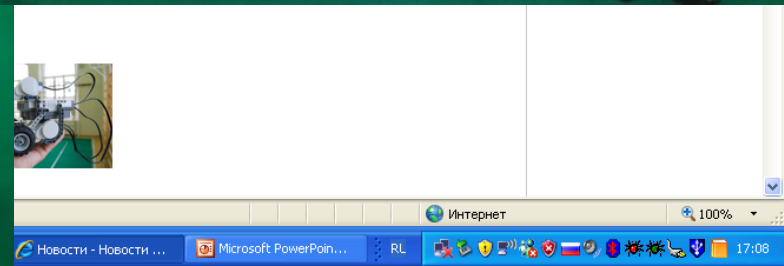 Интернет 100%
Новости - Новости ... Microsoft PowerPoin... RL 17:08